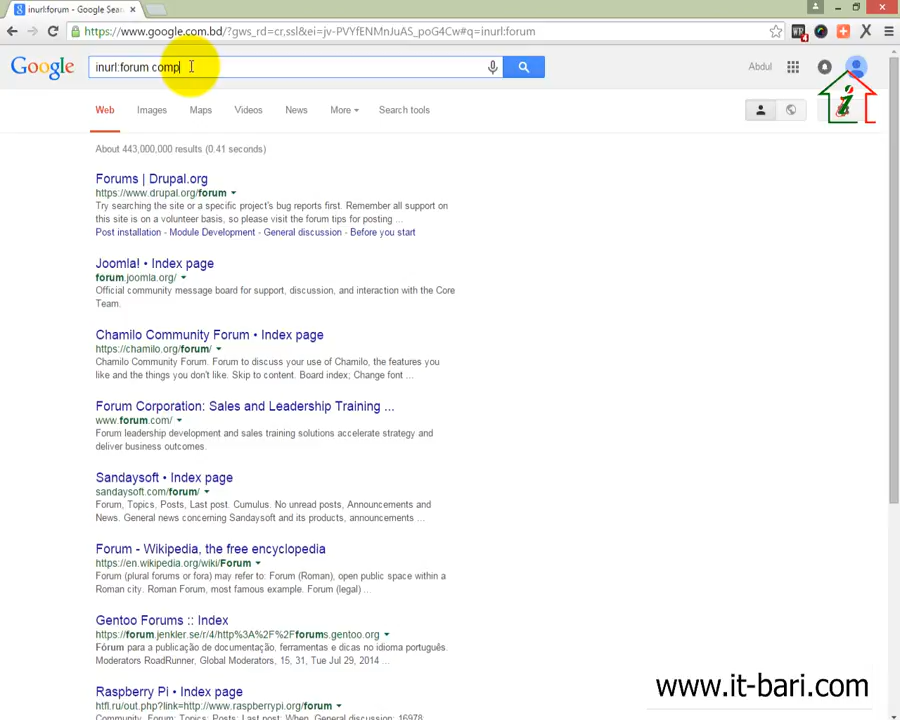 inurl:forum - Google Sear
https://www.google.com.bd/?gws_rd=cr,ssl&ei=jv-PVYfENMnJuAS_poG4Cw#q=inurl:forum
Google
inurl:forum comp
Abdul
Web Images Maps Videos News More Search tools
About 443,000,000 results (0.41 seconds)
Forums | Drupal.org
https://www.drupal.org/forum
Try searching the site or a specific project's bug reports first. Remember all support on
this site is on a volunteer basis, so please visit the forum tips for posting ...
Post installation - Module Development - General discussion - Before you start
Joomla! • Index page
forum.joomla.org/
Official community message board for support, discussion, and interaction with the Core
Team.
Chamilo Community Forum • Index page
https://chamilo.org/forum/
Chamilo Community Forum. Forum to discuss your use of Chamilo, the features you
like and the things you don't like. Skip to content. Board index; Change font ...
Forum Corporation: Sales and Leadership Training ...
www.forum.com/
Forum leadership development and sales training solutions accelerate strategy and
deliver business outcomes.
Sandaysoft • Index page
sandaysoft.com/forum/
Forum, Topics, Posts, Last post. Cumulus. No unread posts, Announcements and
News. General news concerning Sandaysoft and its products, announcements ...
Forum - Wikipedia, the free encyclopedia
https://en.wikipedia.org/wiki/Forum
Forum (plural forums or fora) may refer to: Forum (Roman), open public space within a
Roman city. Roman Forum, most famous example. Forum (legal) ...
Gentoo Forums :: Index
https://forum.jenkler.se/r/4/http%3A%2F%2Fforums.gentoo.org
Fórum para a publicação de documentação, ferramentas e dicas no idioma português.
Moderators RoadRunner, Global Moderators, 15, 31, Tue Jul 29, 2014 ...
Raspberry Pi • Index page
htfl.ru/out.php?link=http://www.raspberrypi.org/forum
Community. Forum: Topics: Posts: Last post: When. General discussion. 16978.
www.it-bari.com